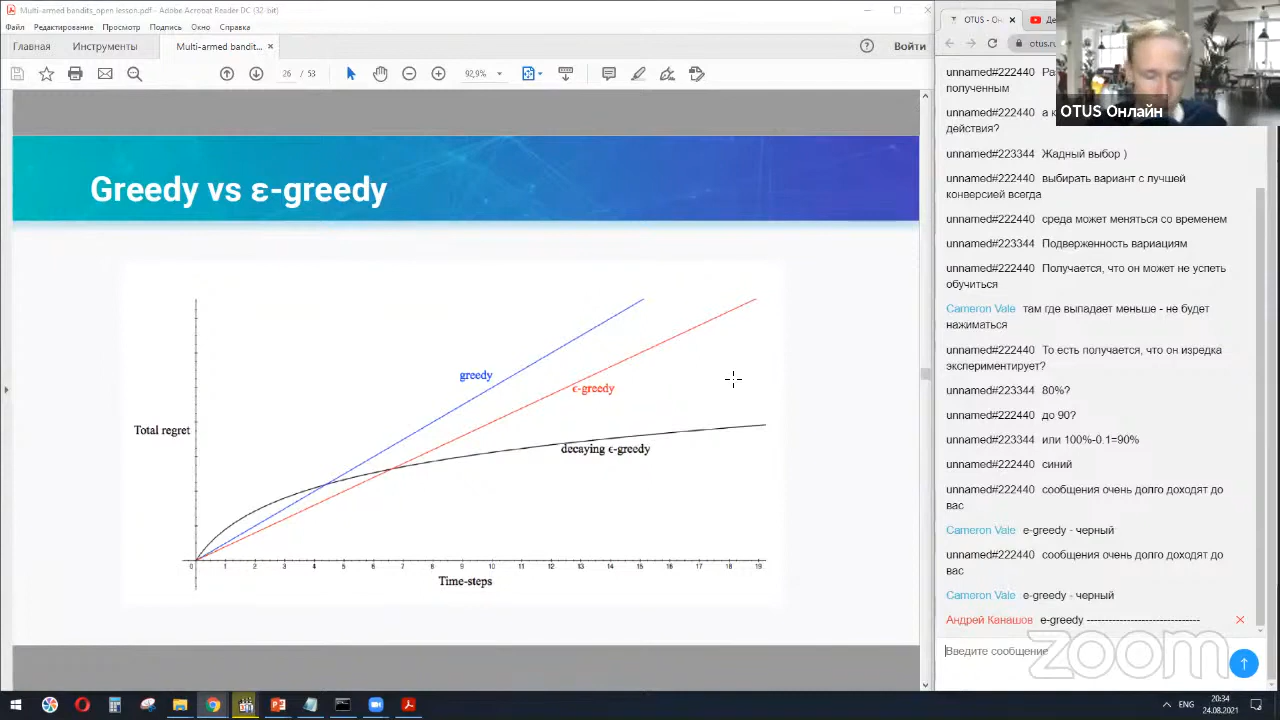 Multi-armed bandits_open lesson.pdf - Adobe Acrobat Reader DC (32-bit)
Файл Редактирование Просмотр Подпись Окно Справка
Главная Инструменты Multi-armed bandit... × Войти
26 / 53 92,9%
Greedy vs ε-greedy
greedy
ϵ-greedy
Total regret
decaying ϵ-greedy
0 1 2 3 4 5 6 7 8 9 10 11 12 13 14 15 16 17 18 19
Time-steps
OTUS - Он
otus.ru
OTUS Онлайн
unnamed#222440
полученным
unnamed#222440
действия?
unnamed#223344 Жадный выбор )
unnamed#222440 выбирать вариант с лучшей
конверсией всегда
unnamed#222440 среда может меняться со временем
unnamed#223344 Подверженность вариациям
unnamed#222440 Получается, что он может не успеть
обучиться
Cameron Vale там где выпадает меньше - не будет
нажиматься
unnamed#222440 То есть получается, что он изредка
экспериментирует?
unnamed#223344 80%?
unnamed#222440 до 90?
unnamed#223344 или 100%-0.1=90%
unnamed#222440 синий
unnamed#222440 сообщения очень долго доходят до
вас
Cameron Vale e-greedy - черный
unnamed#222440 сообщения очень долго доходят до
вас
Cameron Vale e-greedy - черный
Андрей Канашов e-greedy -------------------------------
Введите сообщение
zoom
ENG 20:34
24.08.2021